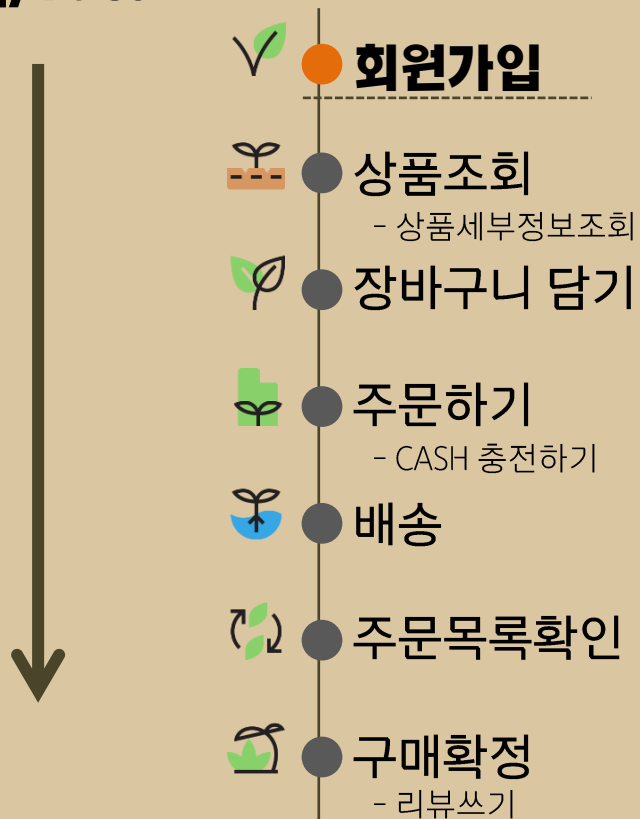 회원가입
상품조회
- 상품세부정보조회
장바구니 담기
주문하기
- CASH 충전하기
배송
주문목록확인
구매확정
- 리뷰쓰기